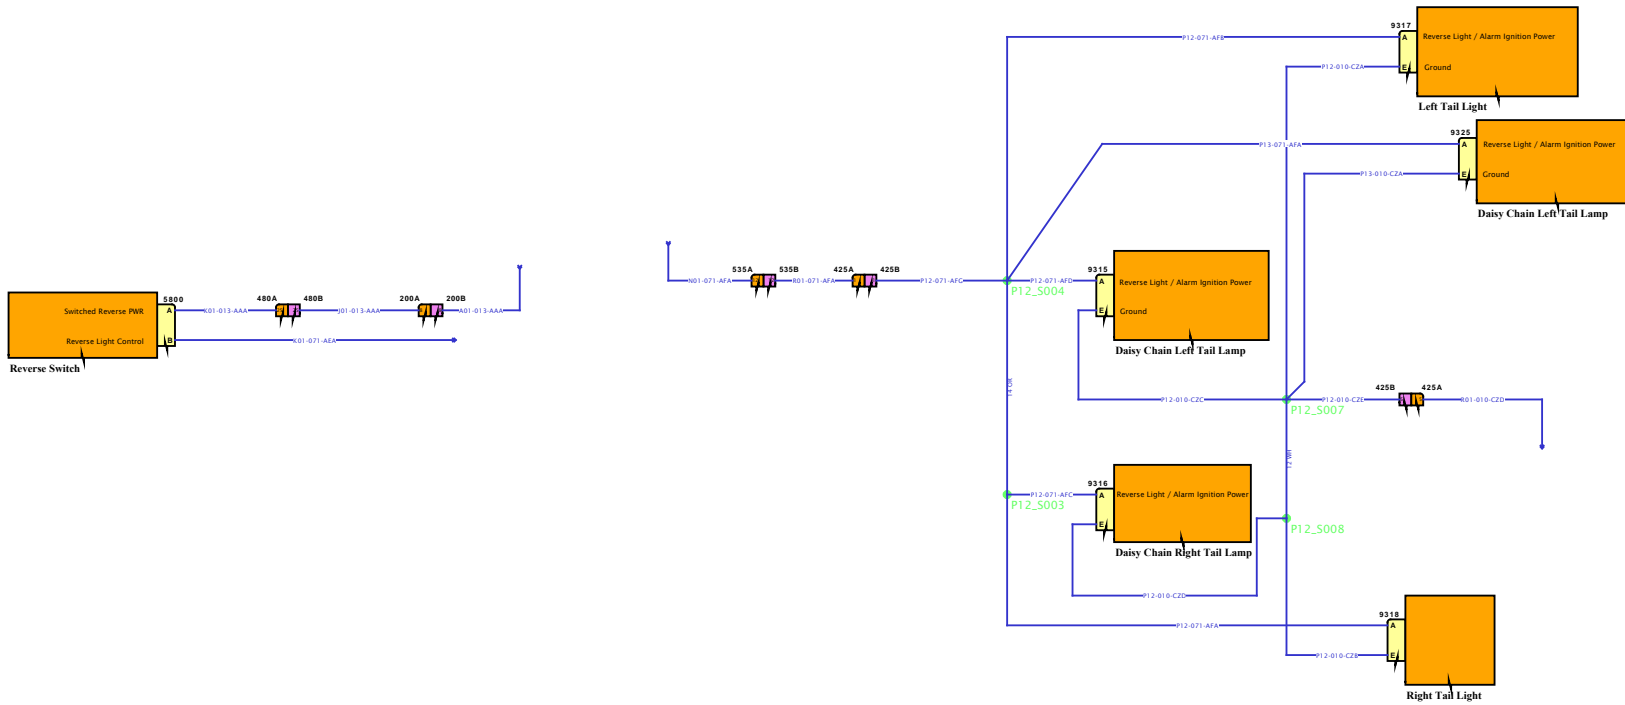 9317
A
Reverse Light / Alarm Ignition Power
P12-071-AFB
E
Ground
P12-010-CZA
Left Tail Light
9325
A
Reverse Light / Alarm Ignition Power
P13-071-AFA
E
Ground
P13-010-CZA
Daisy Chain Left Tail Lamp
535A
535B
425A
425B
N01-071-AFA
R01-071-AFA
P12-071-AFG
P12_S004
P12-071-AFD
9315
A
Reverse Light / Alarm Ignition Power
E
Ground
Daisy Chain Left Tail Lamp
5800
Switched Reverse PWR
A
Reverse Light Control
B
Reverse Switch
480A
480B
200A
200B
K01-013-AAA
J01-013-AAA
A01-013-AAA
K01-071-AEA
14 OR
P12-010-CZC
P12_S007
P12-010-CZE
425B
425A
R01-010-CZD
12 WH
P12_S003
P12-071-AFC
9316
A
Reverse Light / Alarm Ignition Power
E
Daisy Chain Right Tail Lamp
P12_S008
P12-010-CZD
P12-071-AFA
9318
A
E
P12-010-CZB
Right Tail Light